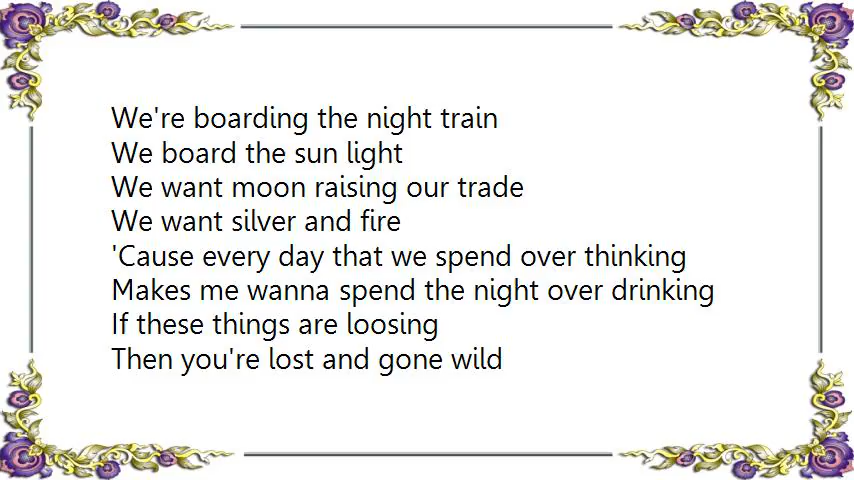 We're boarding the night train
We board the sun light
We want moon raising our trade
We want silver and fire
'Cause every day that we spend over thinking
Makes me wanna spend the night over drinking
If these things are loosing
Then you're lost and gone wild